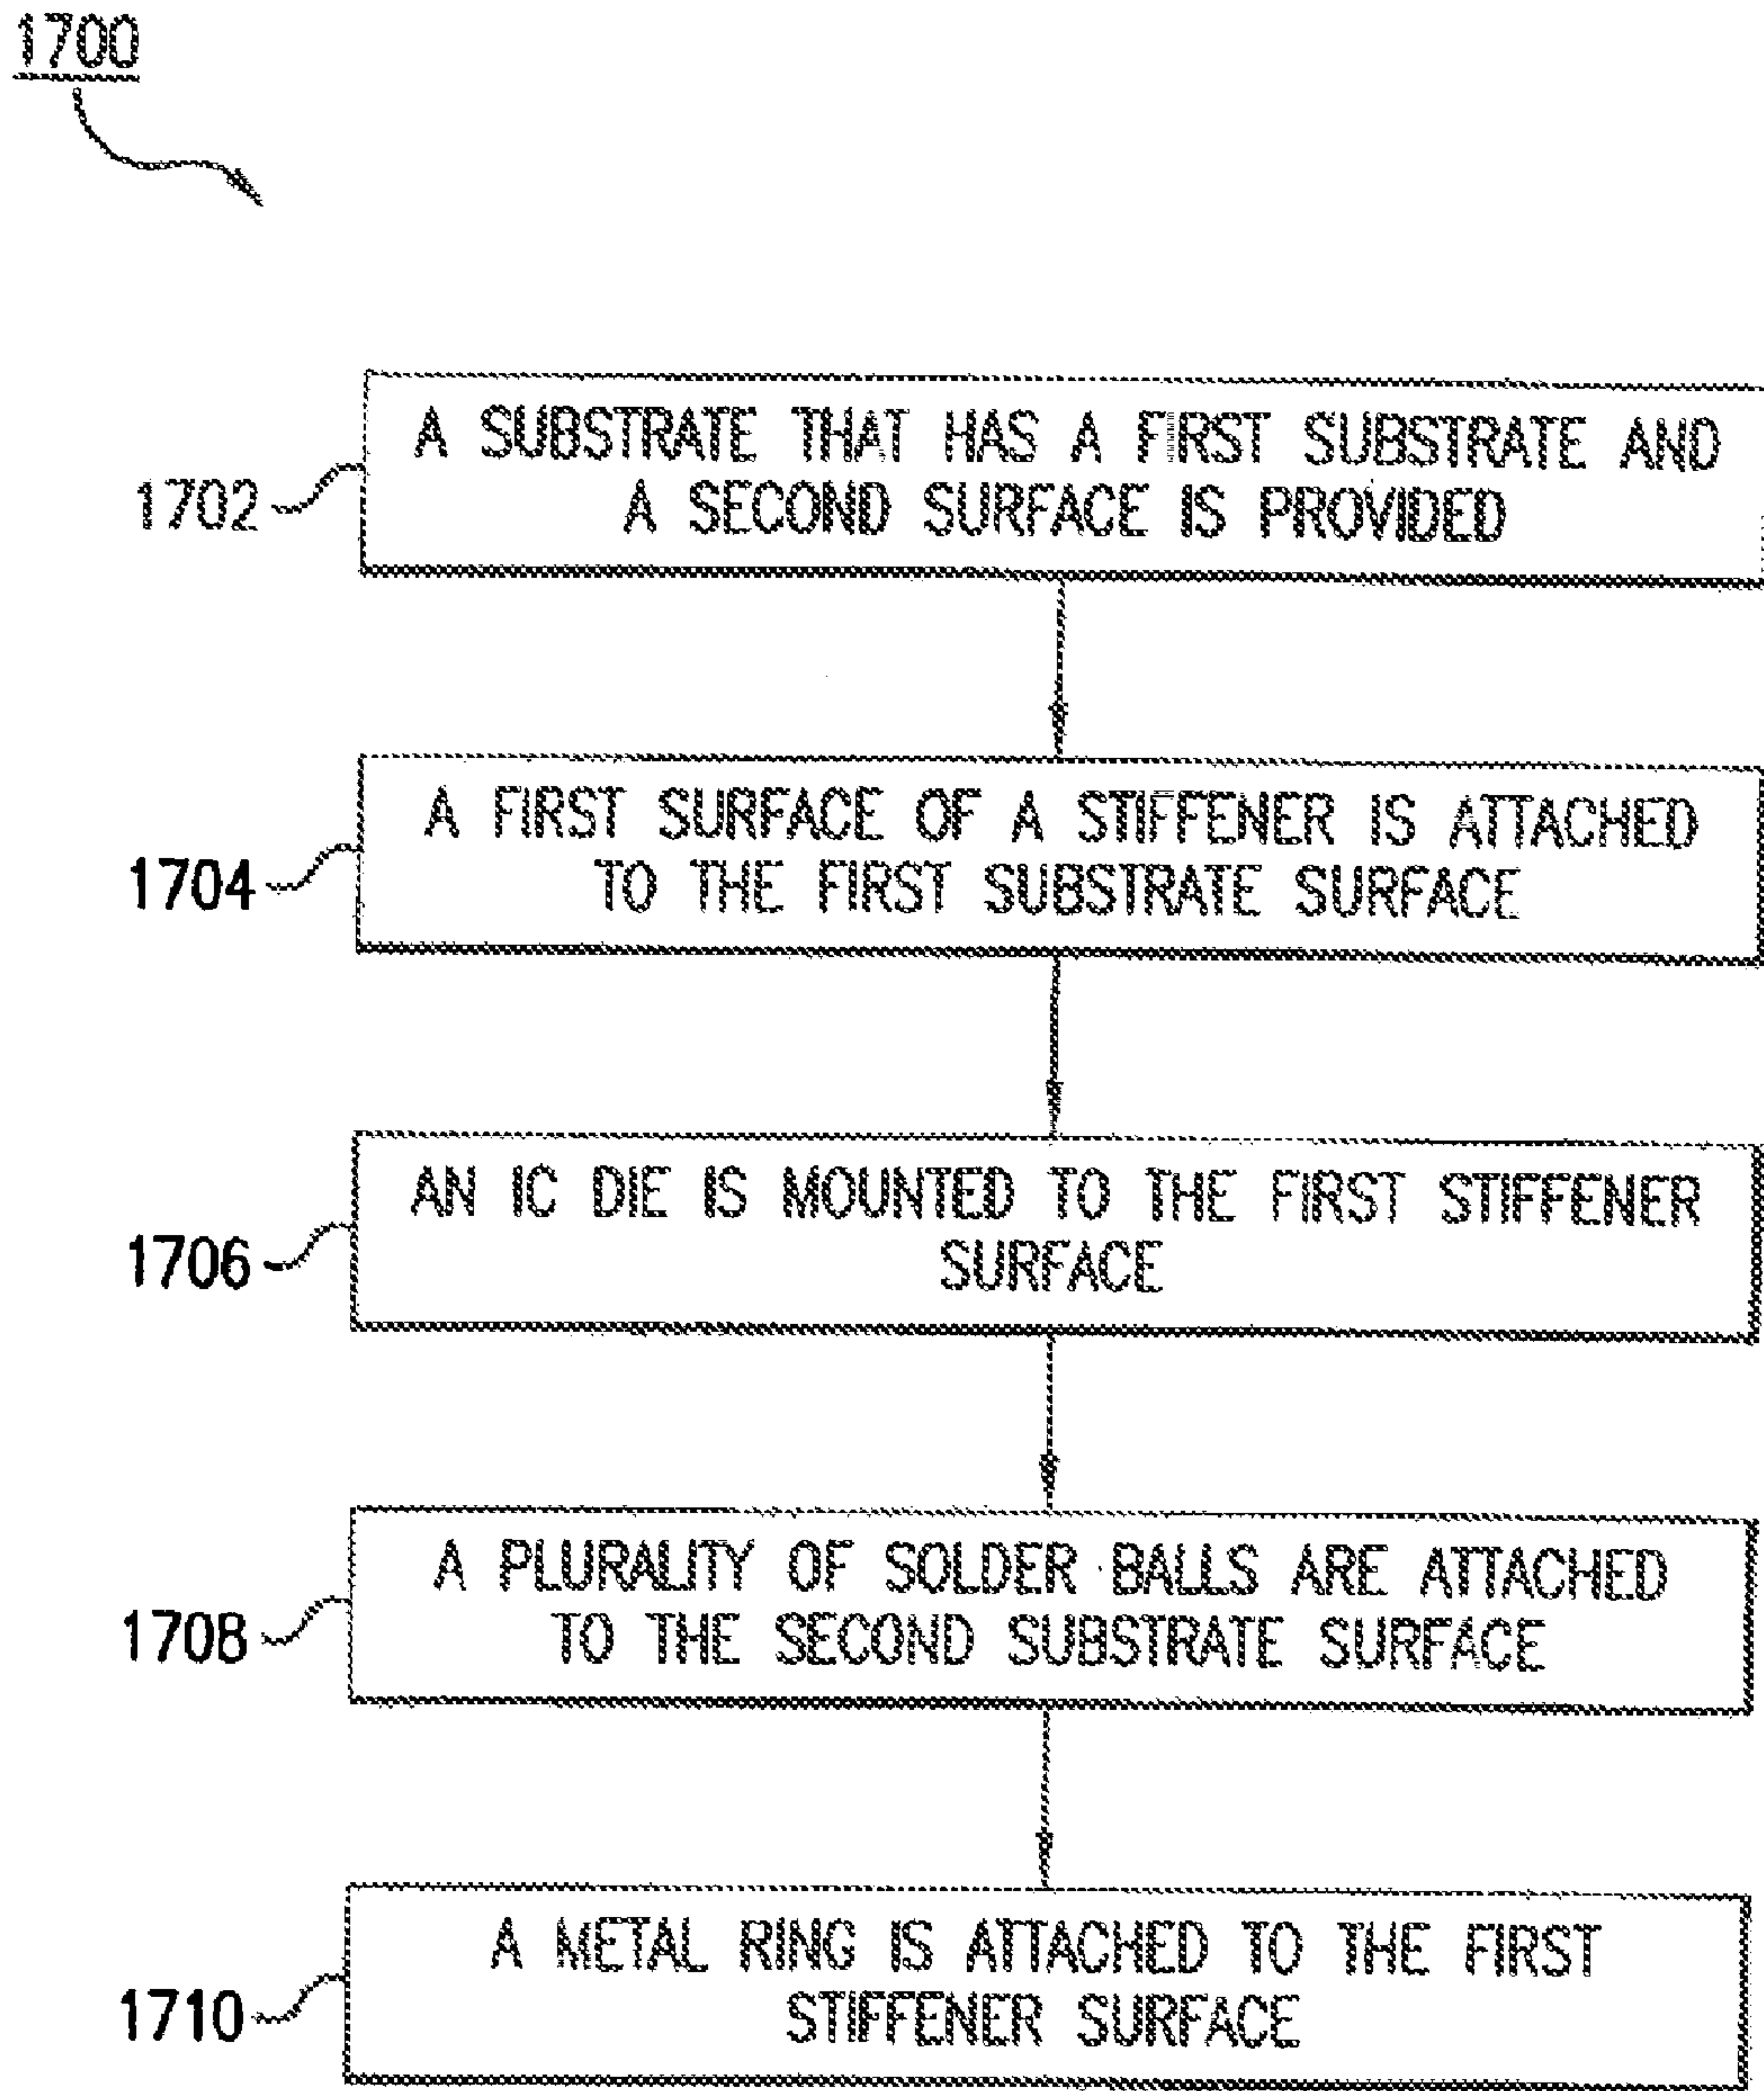 1700
A SUBSTRATE THAT HAS A FIRST SUBSTRATE AND
A SECOND SURFACE IS PROVIDED
1702
A FIRST SURFACE OF A STIFFENER IS ATTACHED
TO THE FIRST SUBSTRATE SURFACE
1704
AN IC DIE IS MOUNTED TO THE FIRST STIFFENER
SURFACE
1706
A PLURALITY OF SOLDER BALLS ARE ATTACHED
TO THE SECOND SUBSTRATE SURFACE
1708
A METAL RING IS ATTACHED TO THE FIRST
STIFFENER SURFACE
1710